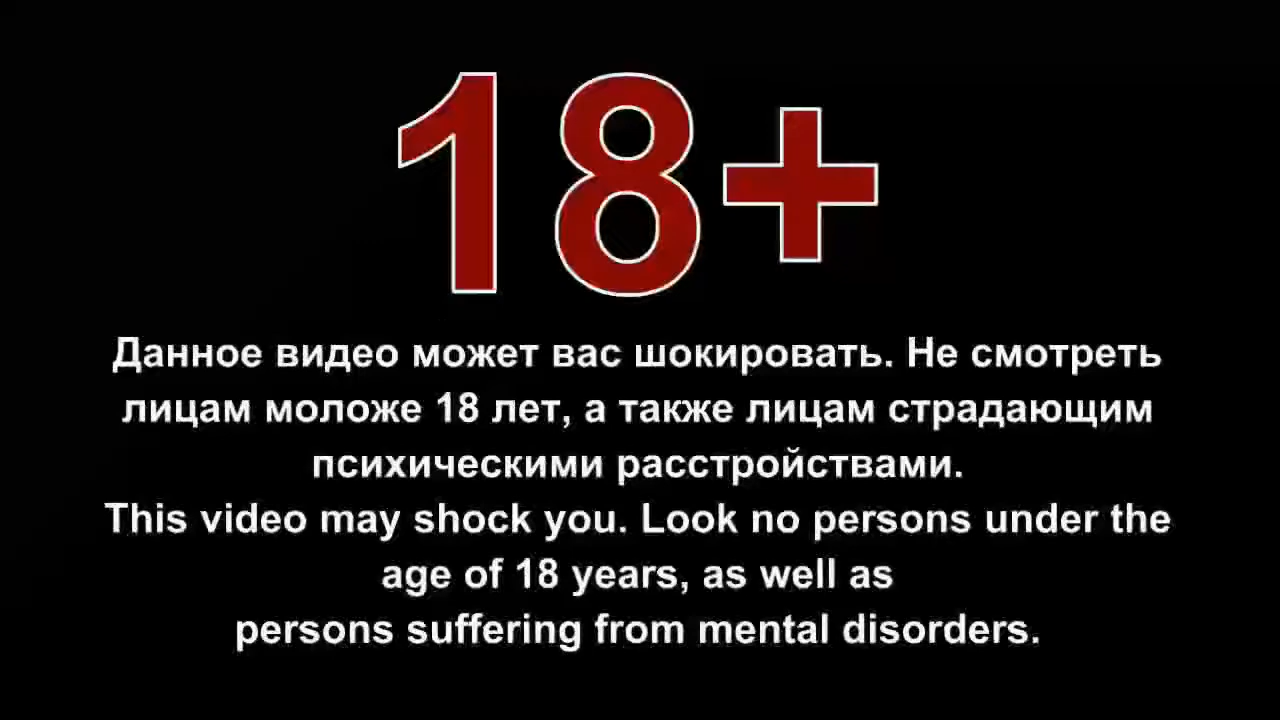 18+
Данное видео может вас шокировать. Не смотреть
лицам моложе 18 лет, а также лицам страдающим
психическими расстройствами.
This video may shock you. Look no persons under the
age of 18 years, as well as
persons suffering from mental disorders.